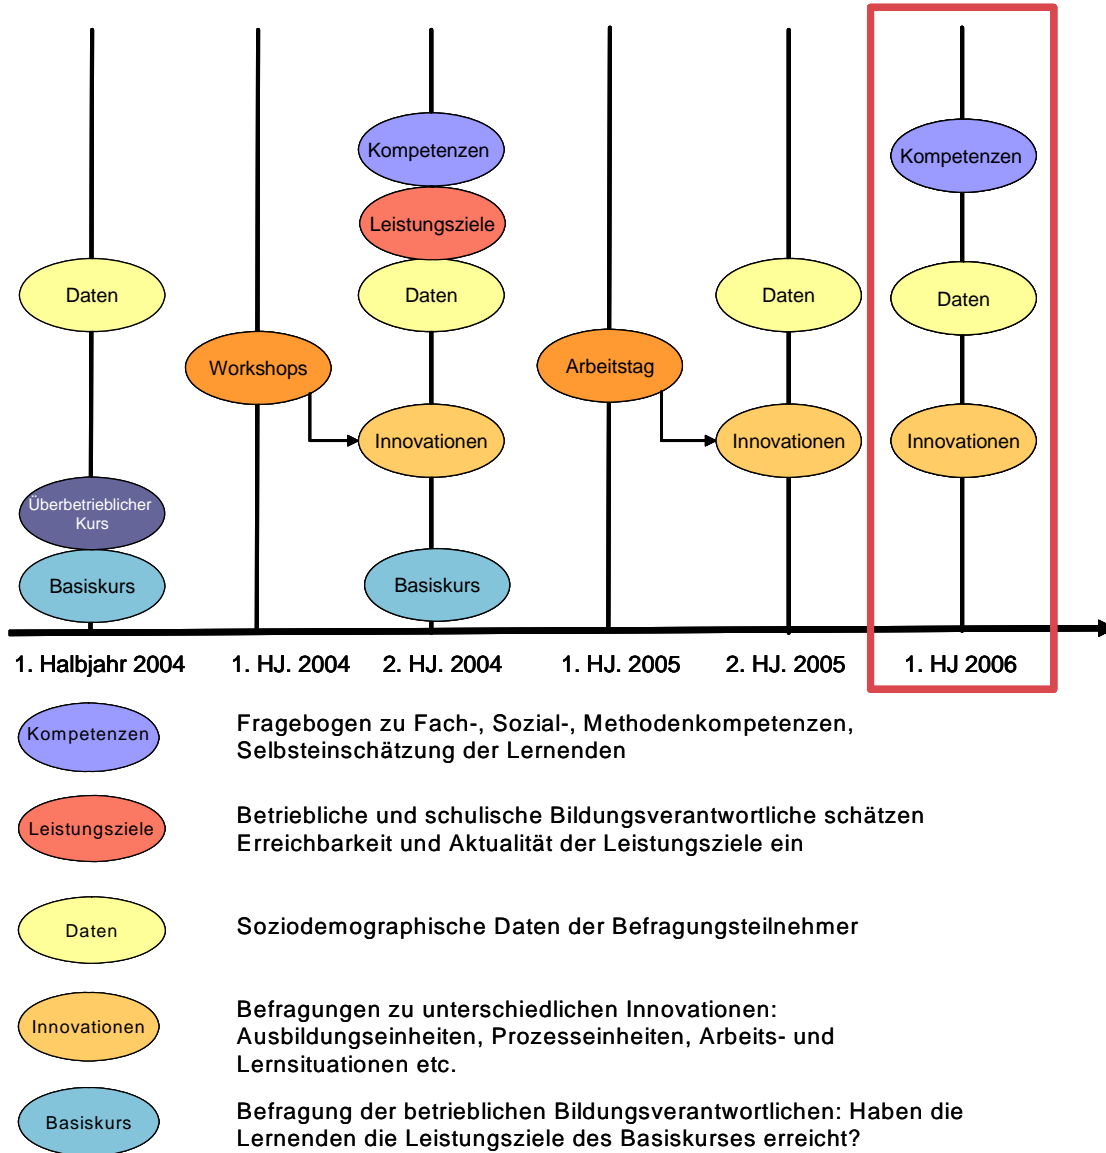 Kompetenzen
Kompetenzen
Leistungsziele
Daten
Daten
Daten
Daten
Workshops
Arbeitstag
Innovationen
Innovationen
Innovationen
Überbetrieblicher
Kurs
Basiskurs
Basiskurs
1. Halbjahr 2004
1. HJ. 2004
2. HJ. 2004
1. HJ. 2005
2. HJ. 2005
1. HJ 2006
Kompetenzen
Fragebogen zu Fach-, Sozial-, Methodenkompetenzen,
Selbsteinschätzung der Lernenden
Leistungsziele
Betriebliche und schulische Bildungsverantwortliche schätzen
Erreichbarkeit und Aktualität der Leistungsziele ein
Daten
Soziodemographische Daten der Befragungsteilnehmer
Innovationen
Befragungen zu unterschiedlichen Innovationen:
Ausbildungseinheiten, Prozesseinheiten, Arbeits- und
Lernsituationen etc.
Basiskurs
Befragung der betrieblichen Bildungsverantwortlichen: Haben die
Lernenden die Leistungsziele des Basiskurses erreicht?